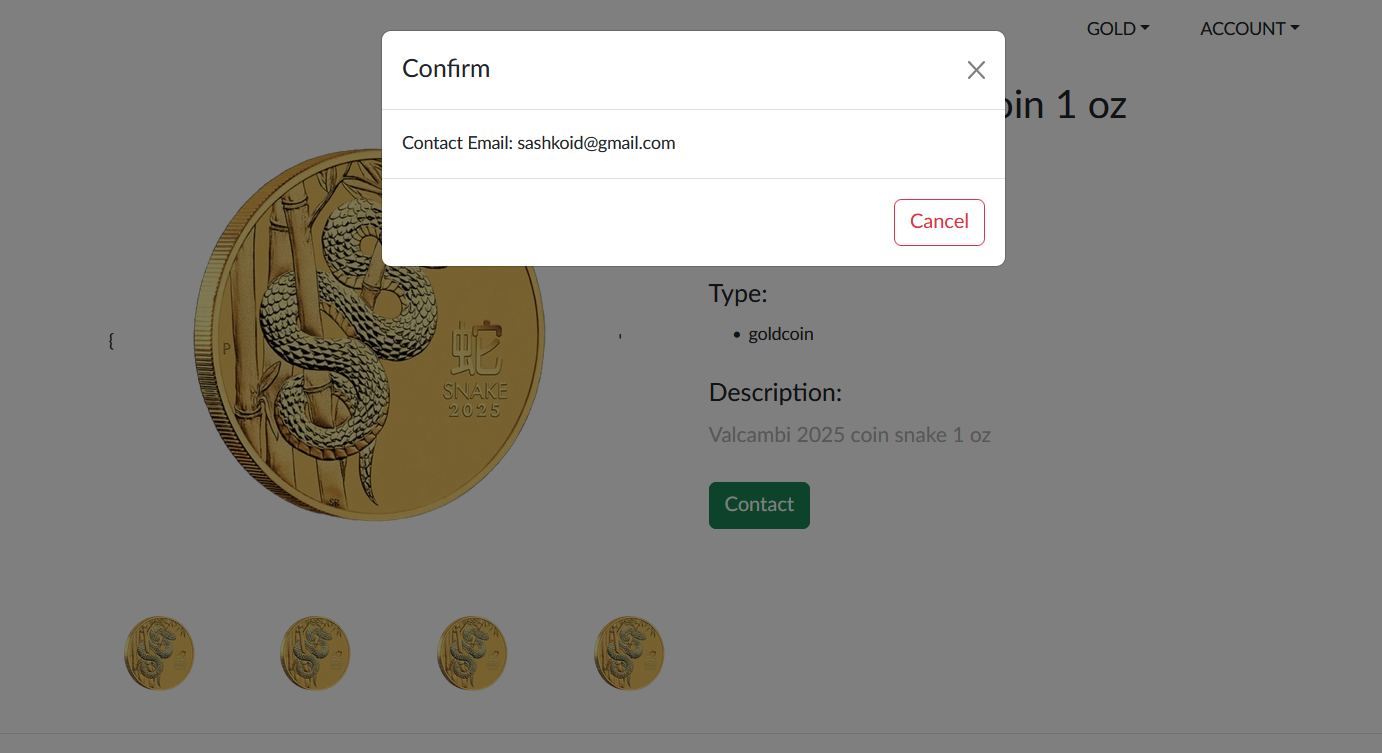 GOLD ACCOUNT
Confirm
oin 1 oz
Contact Email: sashkoid@gmail.com
Cancel
Type:
• goldcoin
{
'
P
蛇
SNAKE
2025
Description:
Valcambi 2025 coin snake 1 oz
Contact